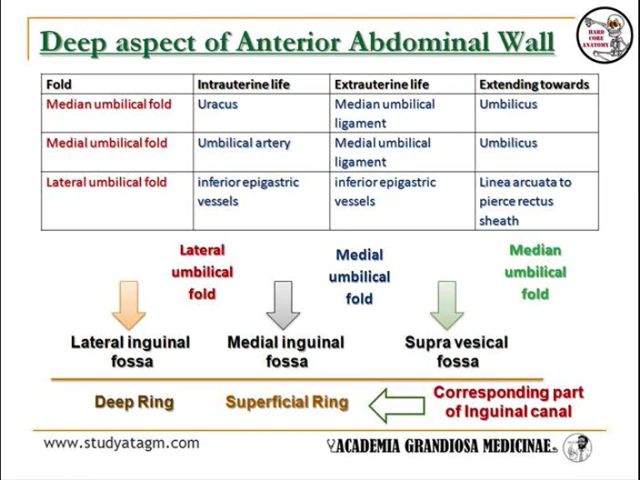 Deep aspect of Anterior Abdominal Wall
HARD
CORE
ANATOMY
Fold Intrauterine life Extrauterine life Extending towards
Median umbilical fold Uracus Median umbilical Umbilicus
ligament
Medial umbilical fold Umbilical artery Medial umbilical Umbilicus
ligament
Lateral umbilical fold inferior epigastric inferior epigastric Linea arcuata to
vessels vessels pierce rectus
sheath
Lateral
umbilical
fold
Medial
umbilical
fold
Median
umbilical
fold
Lateral inguinal
fossa
Medial inguinal
fossa
Supra vesical
fossa
Deep Ring
Superficial Ring
Corresponding part
of Inguinal canal
www.studyatagm.com
ACADEMIA GRANDIOSA MEDICINAE